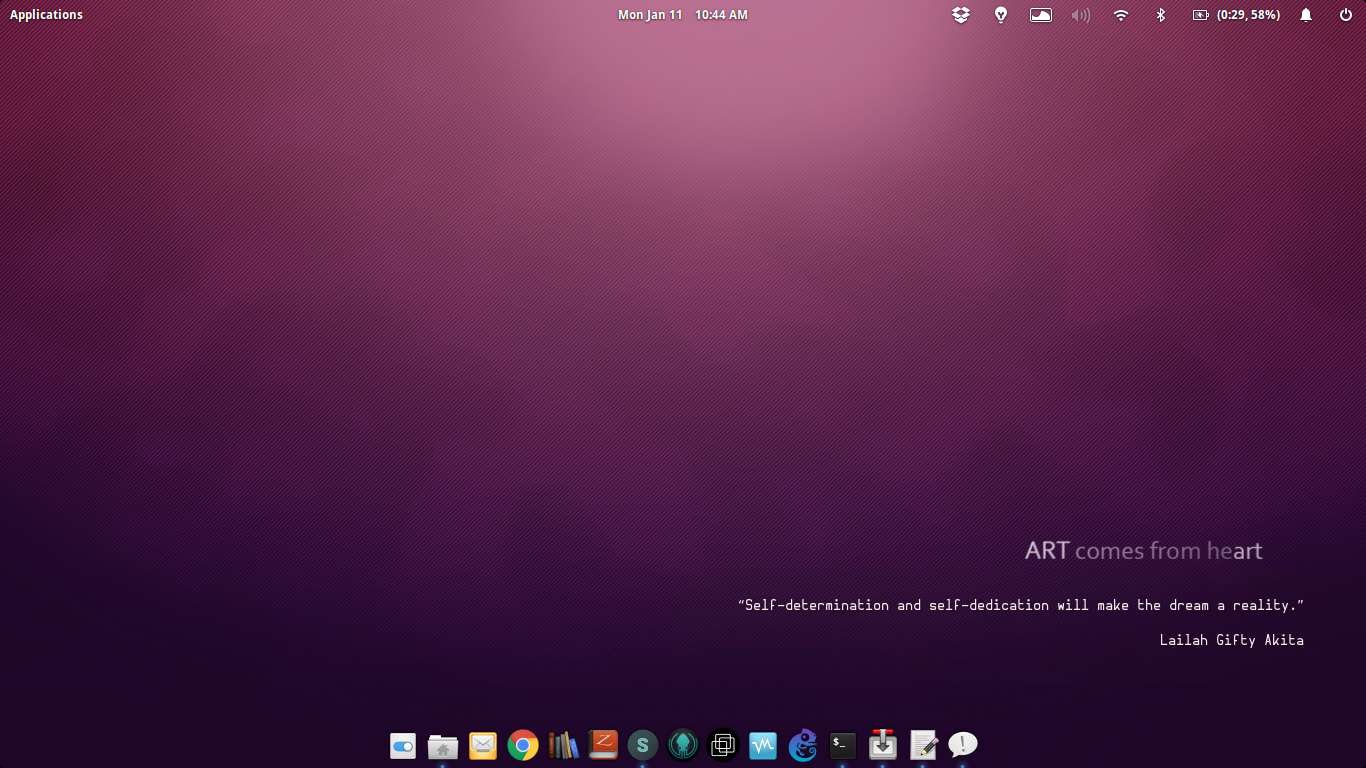 Applications
Mon Jan 11 10:44 AM
(0:29, 58%)
ART comes from heart
“Self-determination and self-dedication will make the dream a reality.”
Lailah Gifty Akita
Z
S
$_
!